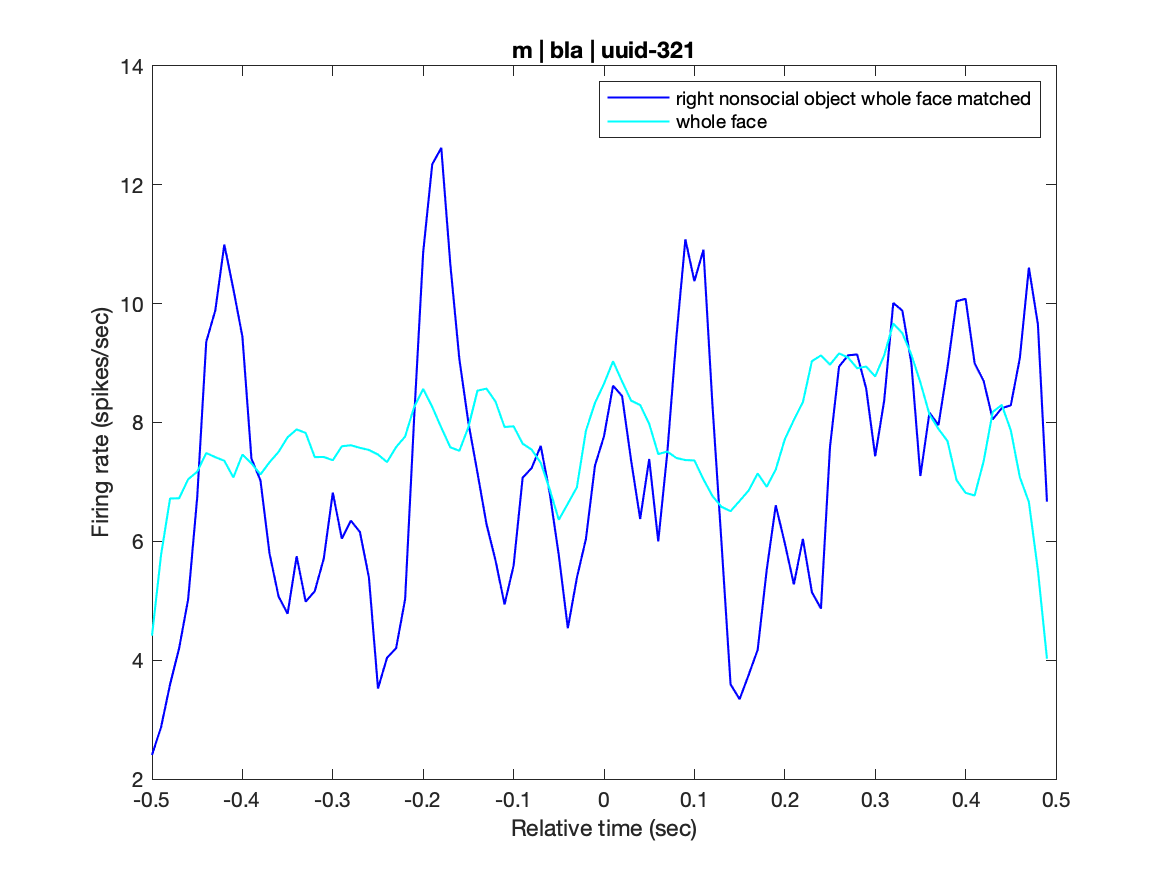 m | bla | uuid-321
right nonsocial object whole face matched
whole face
14
12
10
8
6
4
2
Firing rate (spikes/sec)
-0.5 -0.4 -0.3 -0.2 -0.1 0 0.1 0.2 0.3 0.4 0.5
Relative time (sec)